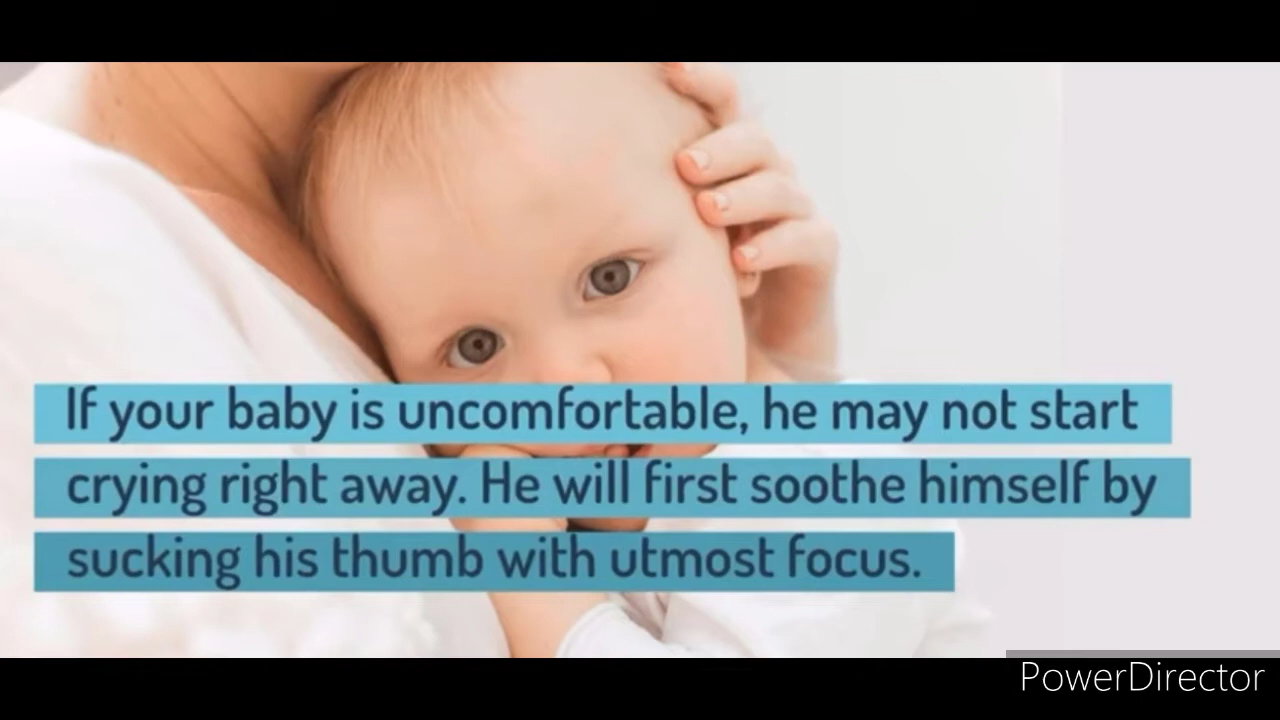 If your baby is uncomfortable, he may not start
crying right away. He will first soothe himself by
sucking his thumb with utmost focus.
PowerDirector